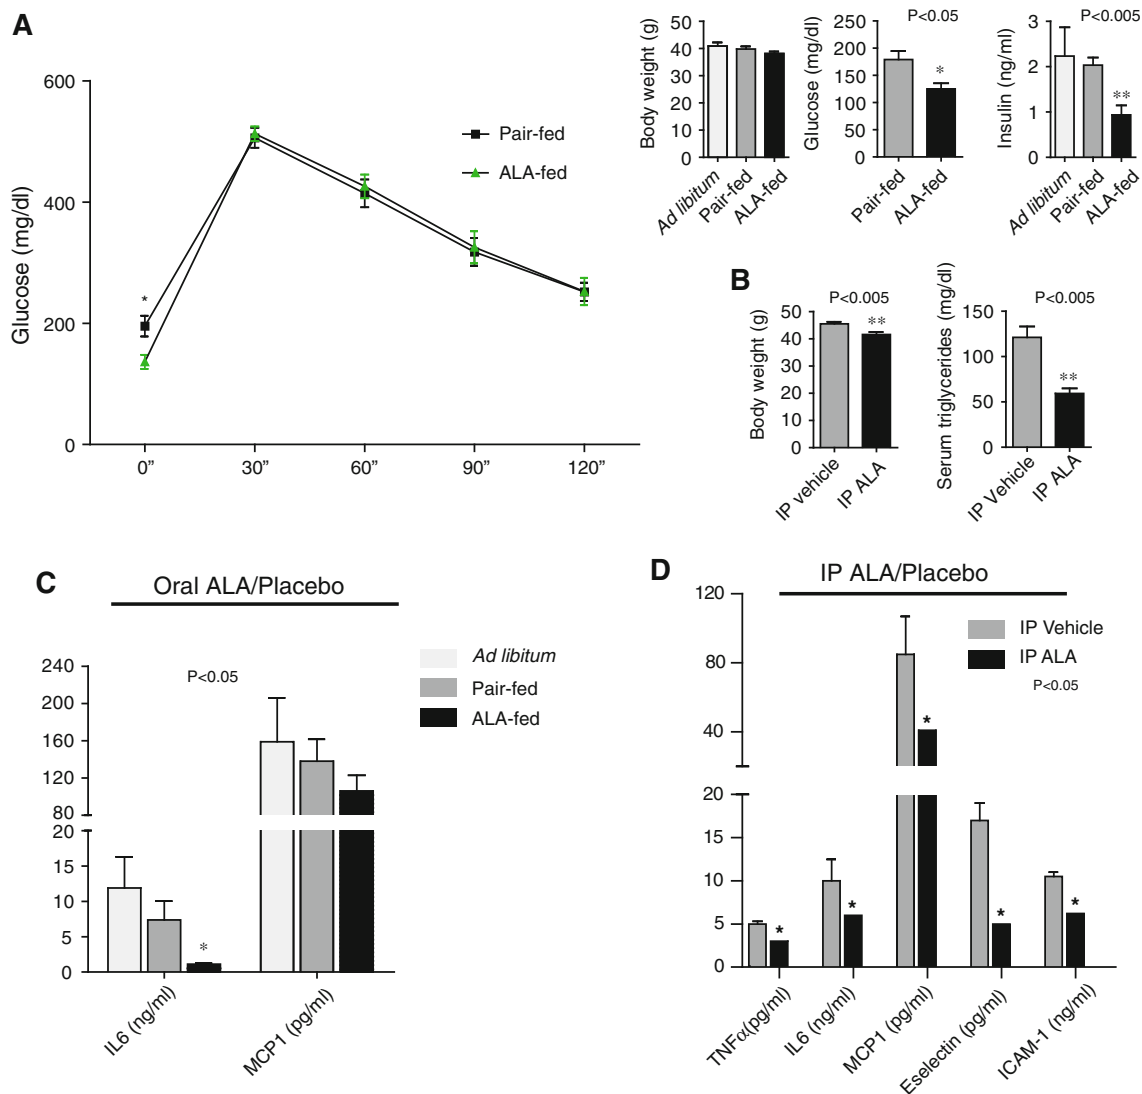 A
600
400
200
0
Glucose (mg/dl)
0”
30”
60”
90”
120”
*
Pair-fed
ALA-fed
50
40
30
20
10
0
Body weight (g)
Ad libitum
Pair-fed
ALA-fed
P<0.05
250
200
150
100
50
0
Glucose (mg/dl)
*
Pair-fed
ALA-fed
P<0.005
3
2
1
0
Insulin (ng/ml)
**
Ad libitum
Pair-fed
ALA-fed
B
P<0.005
50
40
30
20
10
0
Body weight (g)
**
IP vehicle
IP ALA
P<0.005
150
100
50
0
Serum triglycerides (mg/dl)
**
IP Vehicle
IP ALA
C
Oral ALA/Placebo
240
200
160
120
80
20
15
10
5
0
P<0.05
*
Ad libitum
Pair-fed
ALA-fed
IL6 (ng/ml)
MCP1 (pg/ml)
D
IP ALA/Placebo
120
80
40
20
15
10
5
0
IP Vehicle
IP ALA
P<0.05
*
*
*
*
*
TNFα(pg/ml)
IL6 (ng/ml)
MCP1 (pg/ml)
Eselectin (pg/ml)
ICAM-1 (ng/ml)